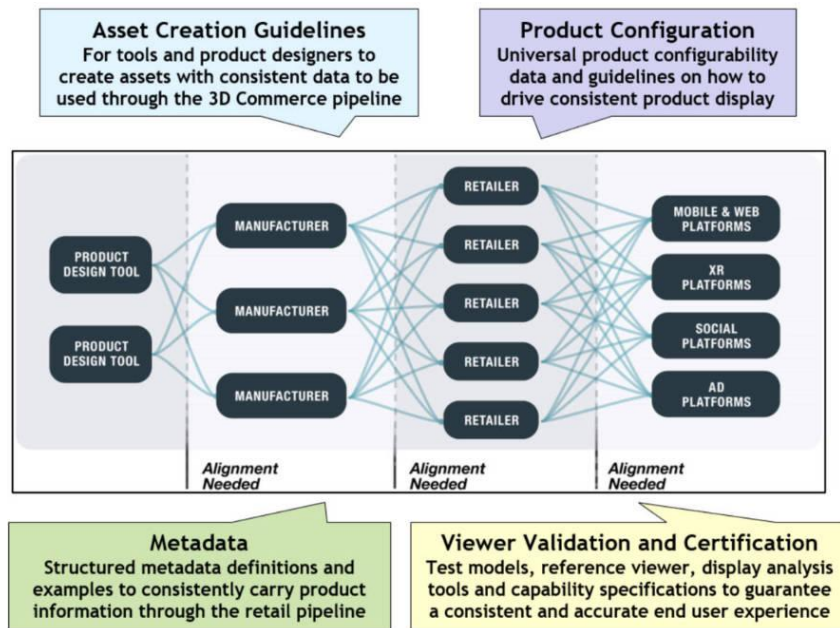 Asset Creation Guidelines
For tools and product designers to
create assets with consistent data to be
used through the 3D Commerce pipeline
Product Configuration
Universal product configurability
data and guidelines on how to
drive consistent product display
PRODUCT
DESIGN TOOL
PRODUCT
DESIGN TOOL
MANUFACTURER
MANUFACTURER
MANUFACTURER
RETAILER
RETAILER
RETAILER
RETAILER
RETAILER
MOBILE & WEB
PLATFORMS
XR
PLATFORMS
SOCIAL
PLATFORMS
AD
PLATFORMS
Alignment
Needed
Alignment
Needed
Alignment
Needed
Metadata
Structured metadata definitions and
examples to consistently carry product
information through the retail pipeline
Viewer Validation and Certification
Test models, reference viewer, display analysis
tools and capability specifications to guarantee
a consistent and accurate end user experience